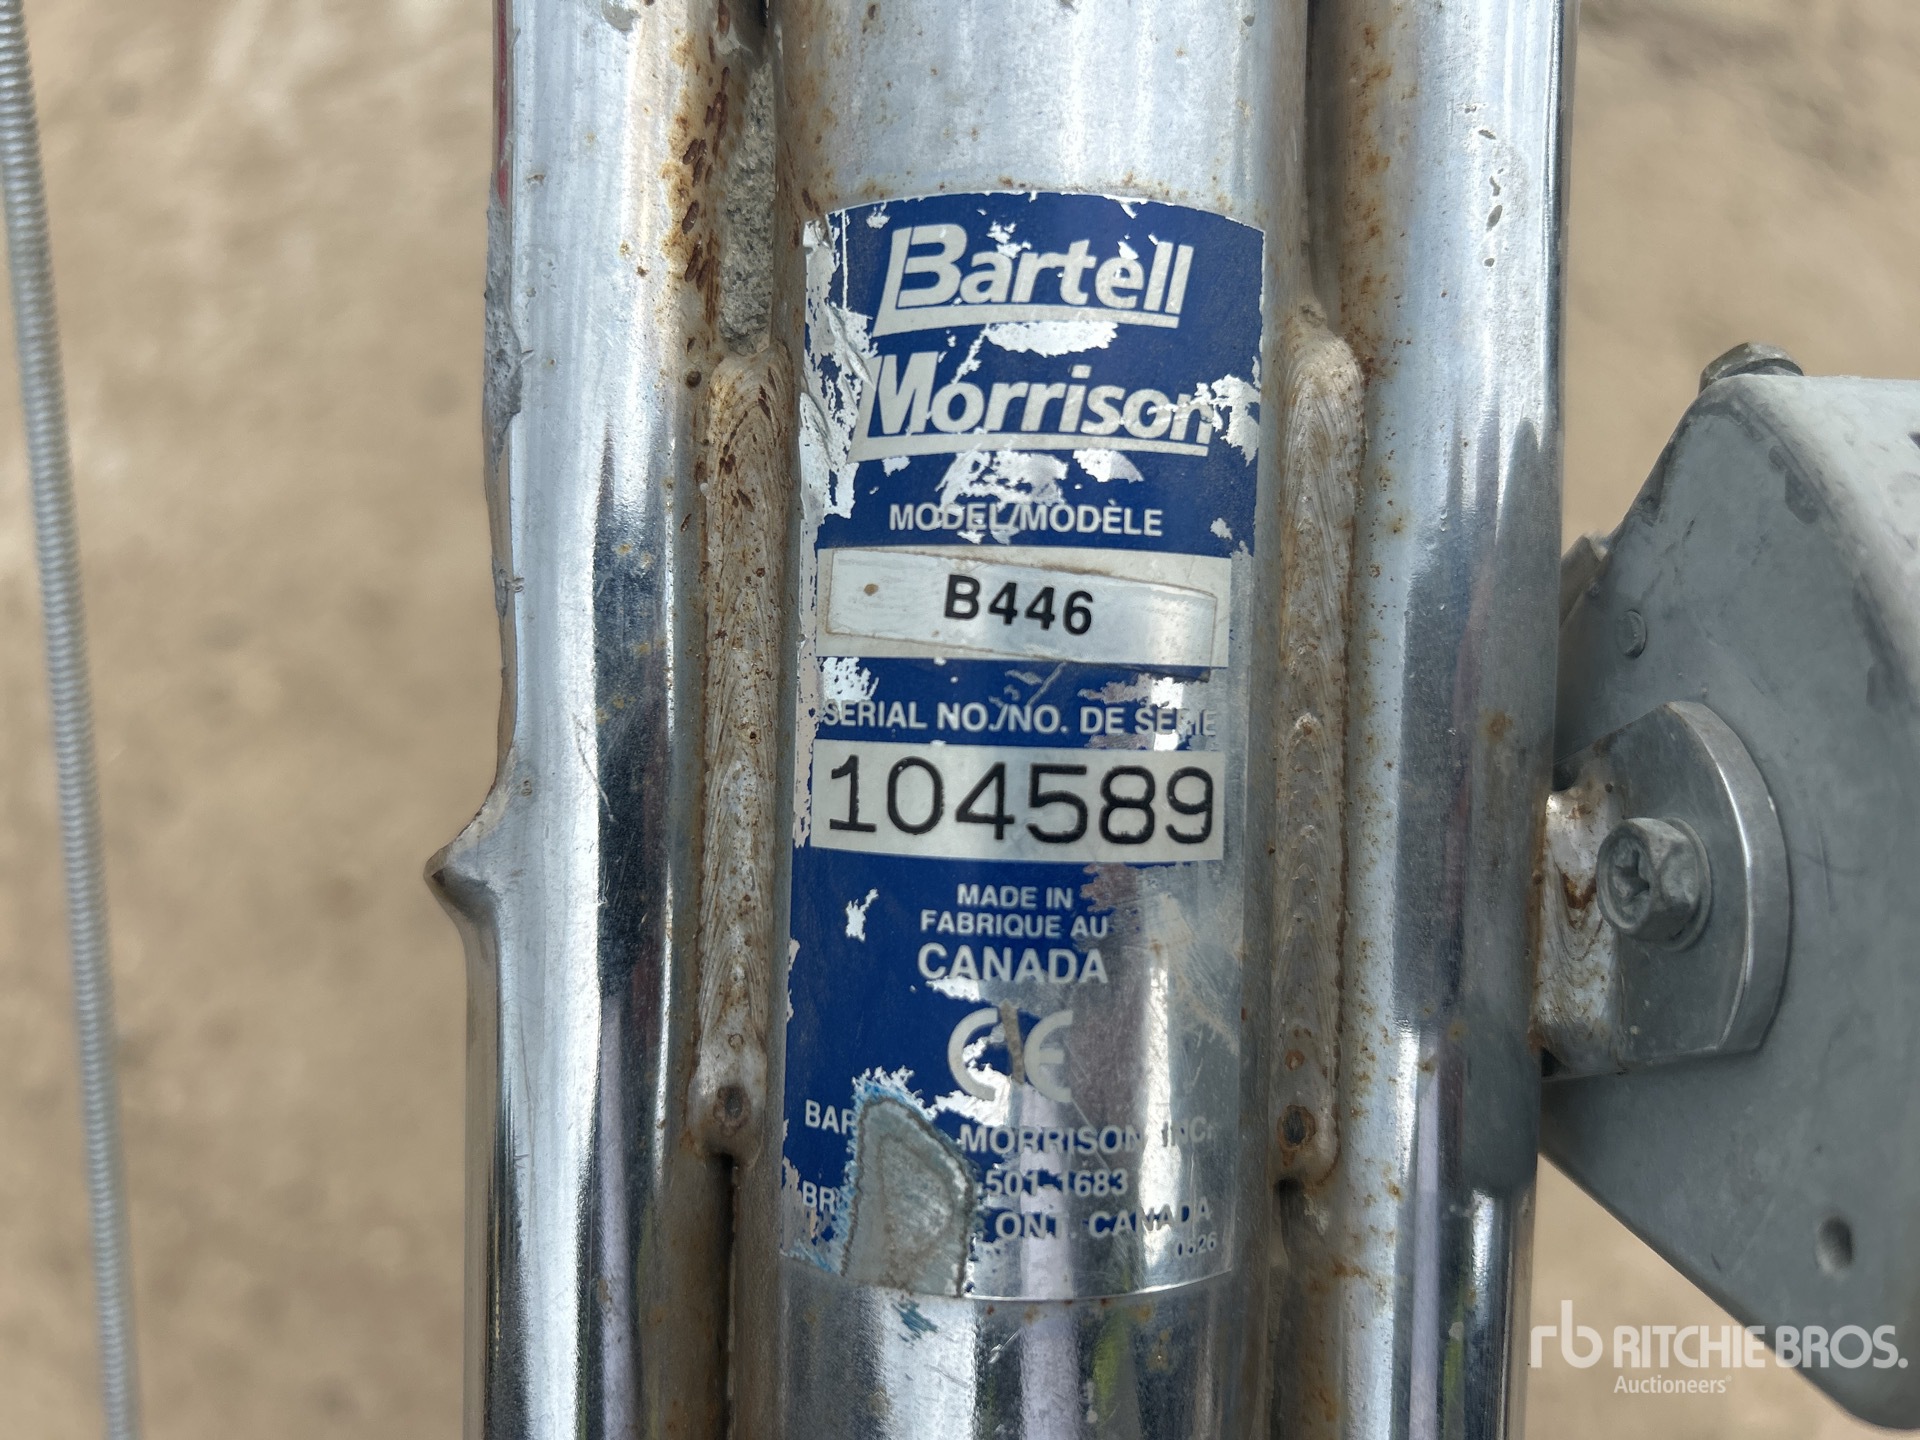 Bartell
Morrison
MODEL/MODÈLE
B446
SERIAL NO./NO. DE SÉRIE
104589
MADE IN
FABRIQUE AU
CANADA
CE
MORRISON INC.
501-1683
ONT. CANADA
rb RITCHIE BROS.
Auctioneers